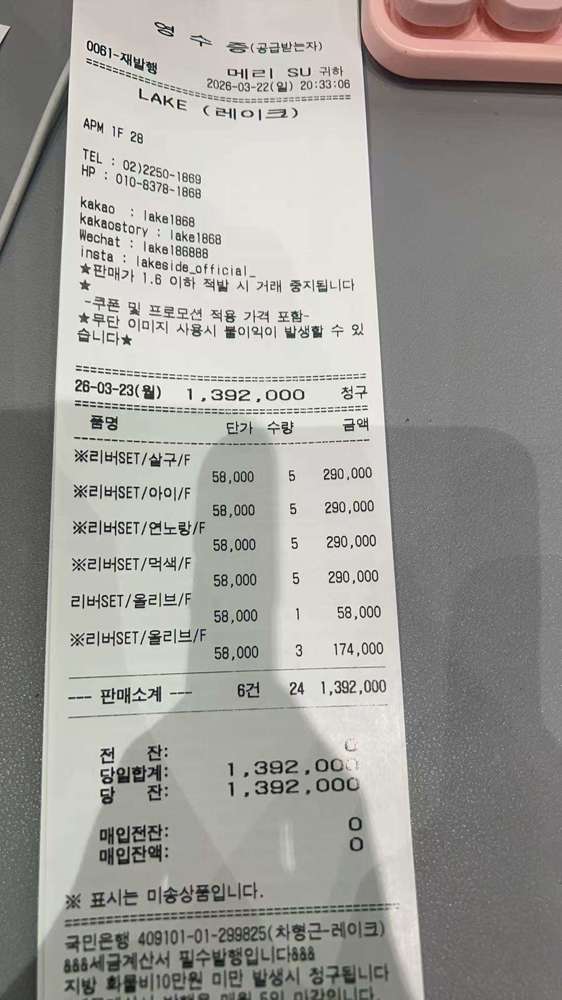 영 수 증(공급받는자)
0061-재발행 메리 SU 귀하
2026-03-22(일) 20:33:06
LAKE (레이크)
APM 1F 28
TEL : 02)2250-1869
HP : 010-8378-1868
kakao : lake1868
kakaostory : lake1868
Wechat : lake186888
insta : lakeside_official_
★판매가 1.6 이하 적발 시 거래 중지됩니다
★
-쿠폰 및 프로모션 적용 가격 포함-
★무단 이미지 사용시 불이익이 발생할 수 있
습니다★
26-03-23(월) 1,392,000 청구
품명 단가 수량 금액
※리버SET/살구/F
58,000 5 290,000
※리버SET/아이/F
58,000 5 290,000
※리버SET/연노랑/F
58,000 5 290,000
※리버SET/먹색/F
58,000 5 290,000
리버SET/올리브/F
58,000 1 58,000
※리버SET/올리브/F
58,000 3 174,000
--- 판매소계 --- 6건 24 1,392,000
전 잔: 0
당일합계: 1,392,000
당 잔: 1,392,000
매입전잔: 0
매입잔액: 0
※ 표시는 미송상품입니다.
국민은행 409101-01-299825(차형근-레이크)
&&&세금계산서 필수발행입니다&&&
지방 화물비10만원 미만 발생시 청구됩니다
발행은 매월 5일 마감입니다.